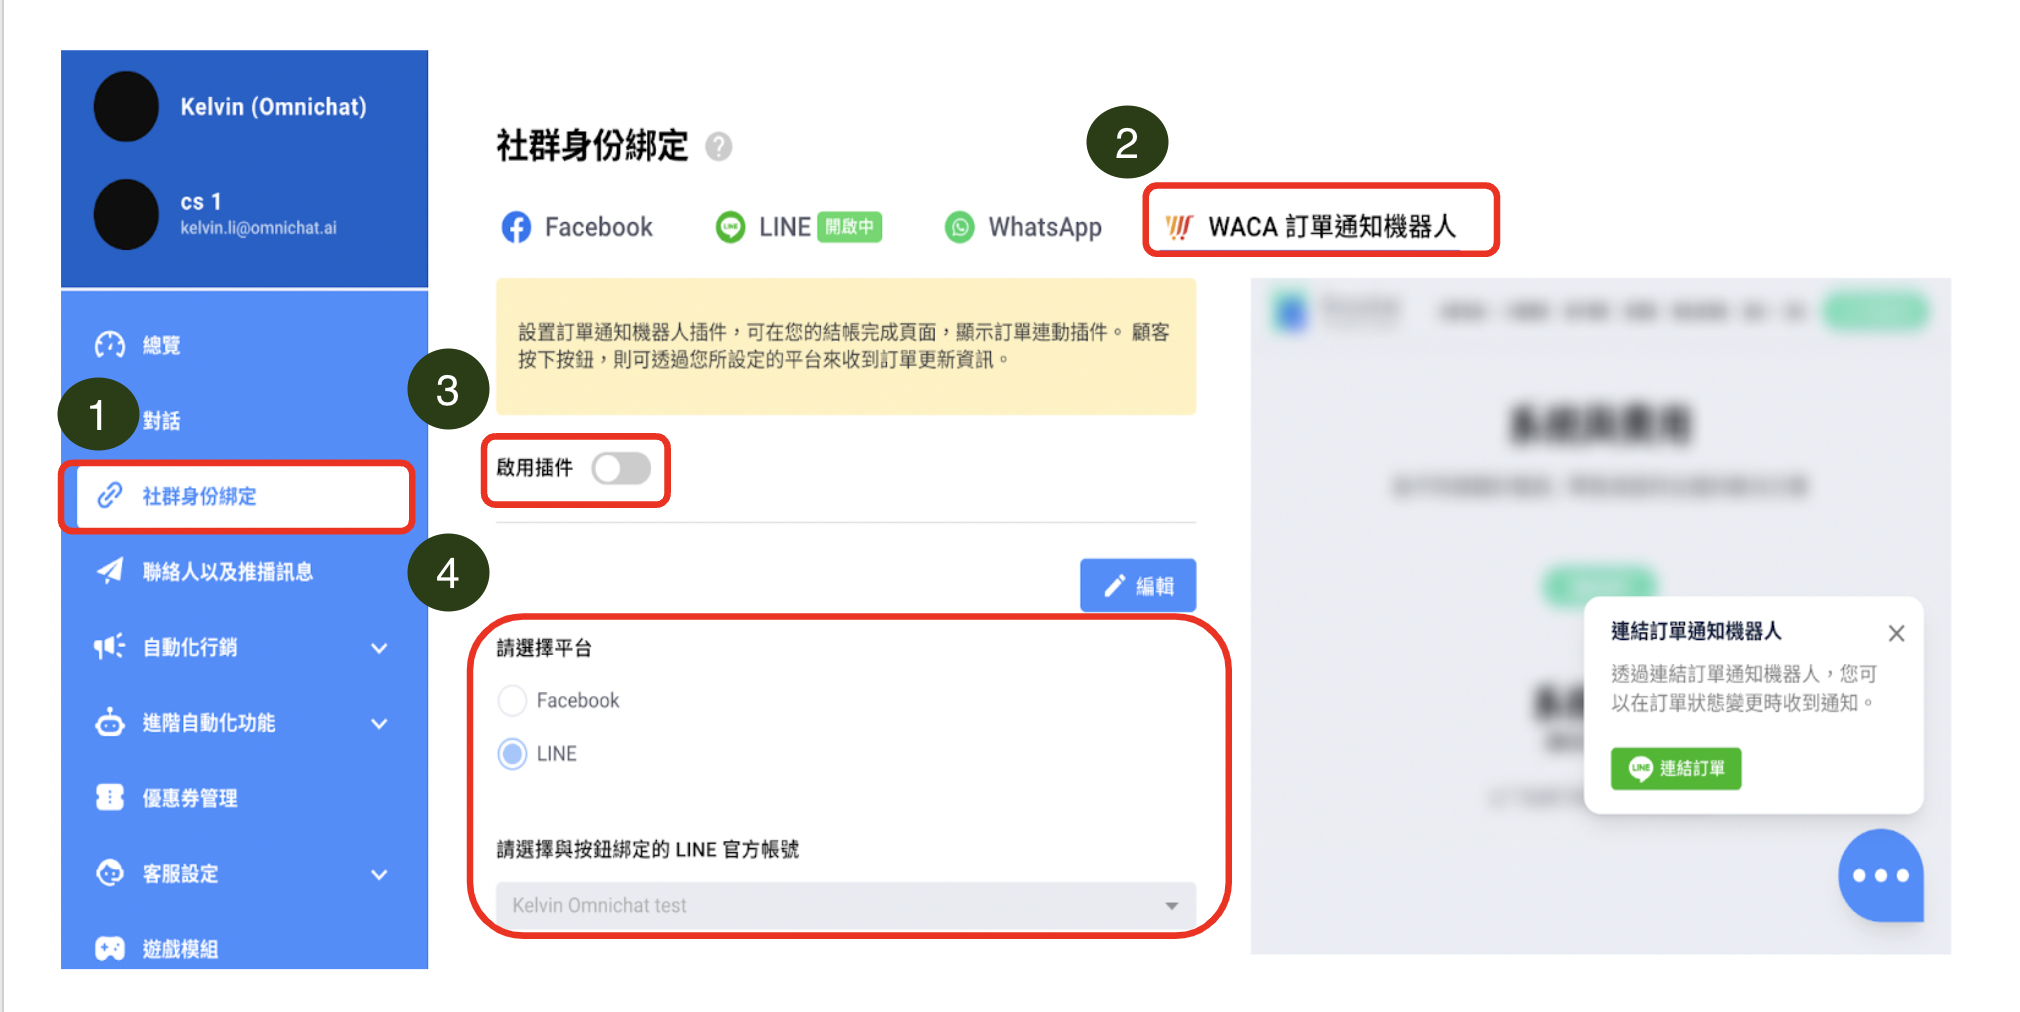 Kelvin (Omnichat)
cs 1
kelvin.li@omnichat.ai
總覽
1
對話
社群身份綁定
聯絡人以及推播訊息
自動化行銷
進階自動化功能
優惠券管理
客服設定
遊戲模組
社群身份綁定 ?
2
Facebook
LINE 開啟中
WhatsApp
WACA 訂單通知機器人
設置訂單通知機器人插件，可在您的結帳完成頁面，顯示訂單連動插件。 顧客
按下按鈕，則可透過您所設定的平台來收到訂單更新資訊。
3
啟用插件
4
編輯
請選擇平台
Facebook
LINE
請選擇與按鈕綁定的 LINE 官方帳號
Kelvin Omnichat test
連結訂單通知機器人
透過連結訂單通知機器人，您可
以在訂單狀態變更時收到通知。
LINE 連結訂單